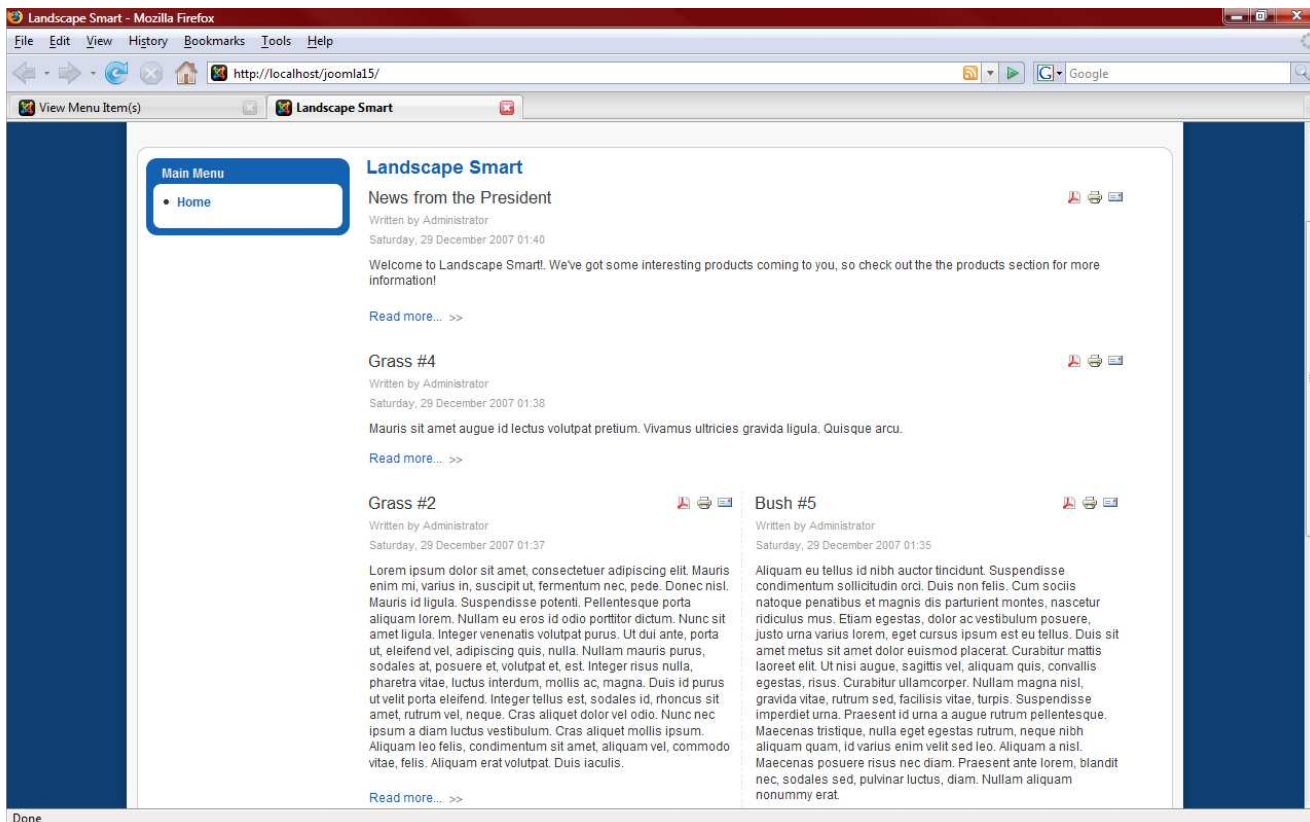 Landscape Smart - Mozilla Firefox
File Edit View History Bookmarks Tools Help
http://localhost/joomla15/
G Google
View Menu Item(s)
Landscape Smart
Main Menu
Home
Landscape Smart
News from the President
Written by Administrator
Saturday, 29 December 2007 01:40
Welcome to Landscape Smart!. We've got some interesting products coming to you, so check out the the products section for more
information!
Read more... >>
Grass #4
Written by Administrator
Saturday, 29 December 2007 01:38
Mauris sit amet augue id lectus volutpat pretium. Vivamus ultricies gravida ligula. Quisque arcu.
Read more... >>
Grass #2
Written by Administrator
Saturday, 29 December 2007 01:37
Lorem ipsum dolor sit amet, consectetuer adipiscing elit. Mauris
enim mi, varius in, suscipit ut, fermentum nec, pede. Donec nisl.
Mauris id ligula. Suspendisse potenti. Pellentesque porta
aliquam lorem. Nullam eu eros id odio porttitor dictum. Nunc sit
amet ligula. Integer venenatis volutpat purus. Ut dui ante, porta
ut, eleifend vel, adipiscing quis, nulla. Nullam mauris purus,
sodales at, posuere et, volutpat et, est. Integer risus nulla,
pharetra vitae, luctus interdum, mollis ac, magna. Duis id purus
ut velit porta eleifend. Integer tellus est, sodales id, rhoncus sit
amet, rutrum vel, neque. Cras aliquet dolor vel odio. Nunc nec
ipsum a diam luctus vestibulum. Cras aliquet mollis ipsum.
Aliquam leo felis, condimentum sit amet, aliquam vel, commodo
vitae, felis. Aliquam erat volutpat. Duis iaculis.
Read more... >>
Bush #5
Written by Administrator
Saturday, 29 December 2007 01:35
Aliquam eu tellus id nibh auctor tincidunt. Suspendisse
condimentum sollicitudin orci. Duis non felis. Cum sociis
natoque penatibus et magnis dis parturient montes, nascetur
ridiculus mus. Etiam egestas, dolor ac vestibulum posuere,
justo urna varius lorem, eget cursus ipsum est eu tellus. Duis sit
amet metus sit amet dolor euismod placerat. Curabitur mattis
laoreet elit. Ut nisi augue, sagittis vel, aliquam quis, convallis
egestas, risus. Curabitur ullamcorper. Nullam magna nisl,
gravida vitae, rutrum sed, facilisis vitae, turpis. Suspendisse
imperdiet urna. Praesent id urna a augue rutrum pellentesque.
Maecenas tristique, nulla eget egestas rutrum, neque nibh
aliquam quam, id varius enim velit sed leo. Aliquam a nisl.
Maecenas posuere risus nec diam. Praesent ante lorem, blandit
nec, sodales sed, pulvinar luctus, diam. Nullam aliquam
nonummy erat.
Done